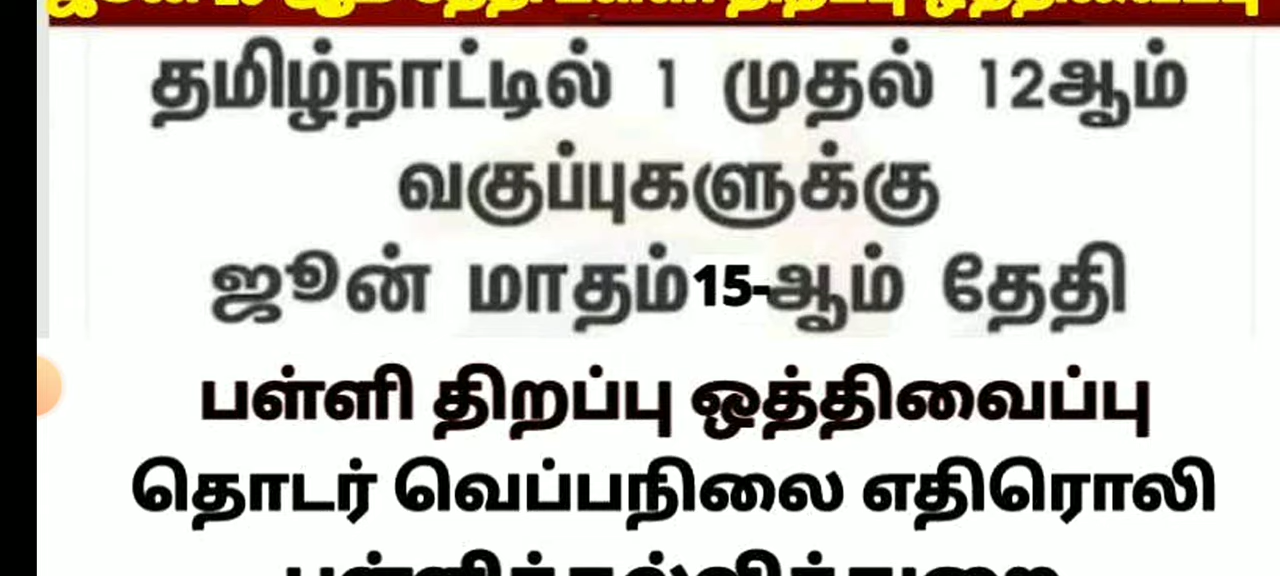 தமிழ்நாட்டில் 1 முதல் 12ஆம்
வகுப்புகளுக்கு
ஜூன் மாதம்15-ஆம் தேதி
பள்ளி திறப்பு ஒத்திவைப்பு
தொடர் வெப்பநிலை எதிரொலி